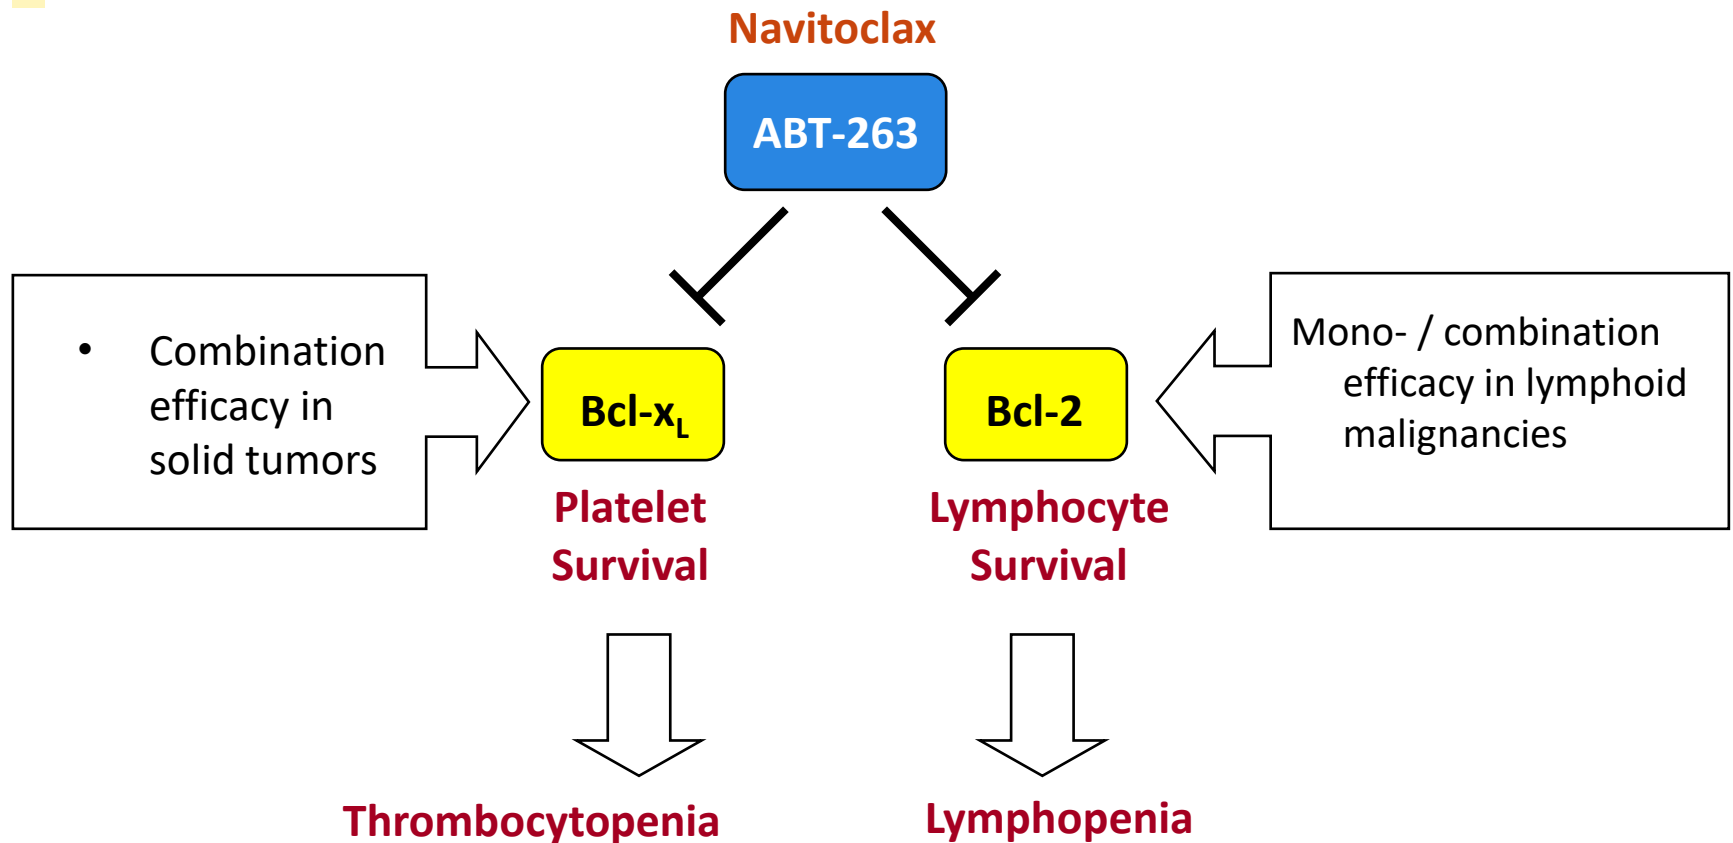 Navitoclax
ABT-263
• Combination
efficacy in
solid tumors
Bcl-xL
Bcl-2
Mono- / combination
efficacy in lymphoid
malignancies
Platelet
Survival
Lymphocyte
Survival
Thrombocytopenia
Lymphopenia